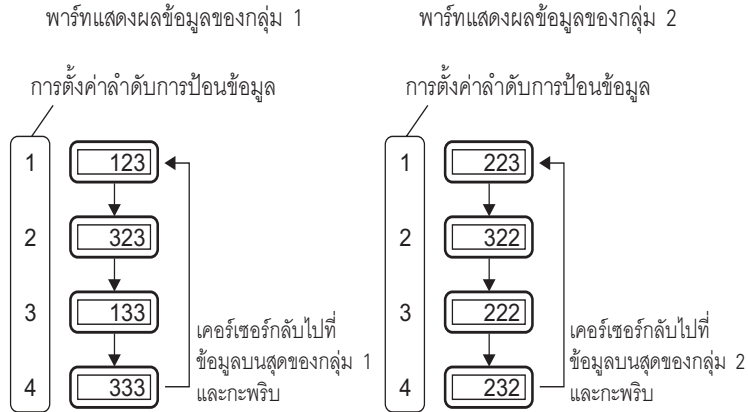 พาร์ทแสดงผลข้อมูลของกลุ่ม 1
การตั้งค่าลำดับการป้อนข้อมูล
1 123
2 323
3 133
4 333
เคอร์เซอร์กลับไปที่
ข้อมูลบนสุดของกลุ่ม 1
และกะพริบ
พาร์ทแสดงผลข้อมูลของกลุ่ม 2
การตั้งค่าลำดับการป้อนข้อมูล
1 223
2 322
3 222
4 232
เคอร์เซอร์กลับไปที่
ข้อมูลบนสุดของกลุ่ม 2
และกะพริบ